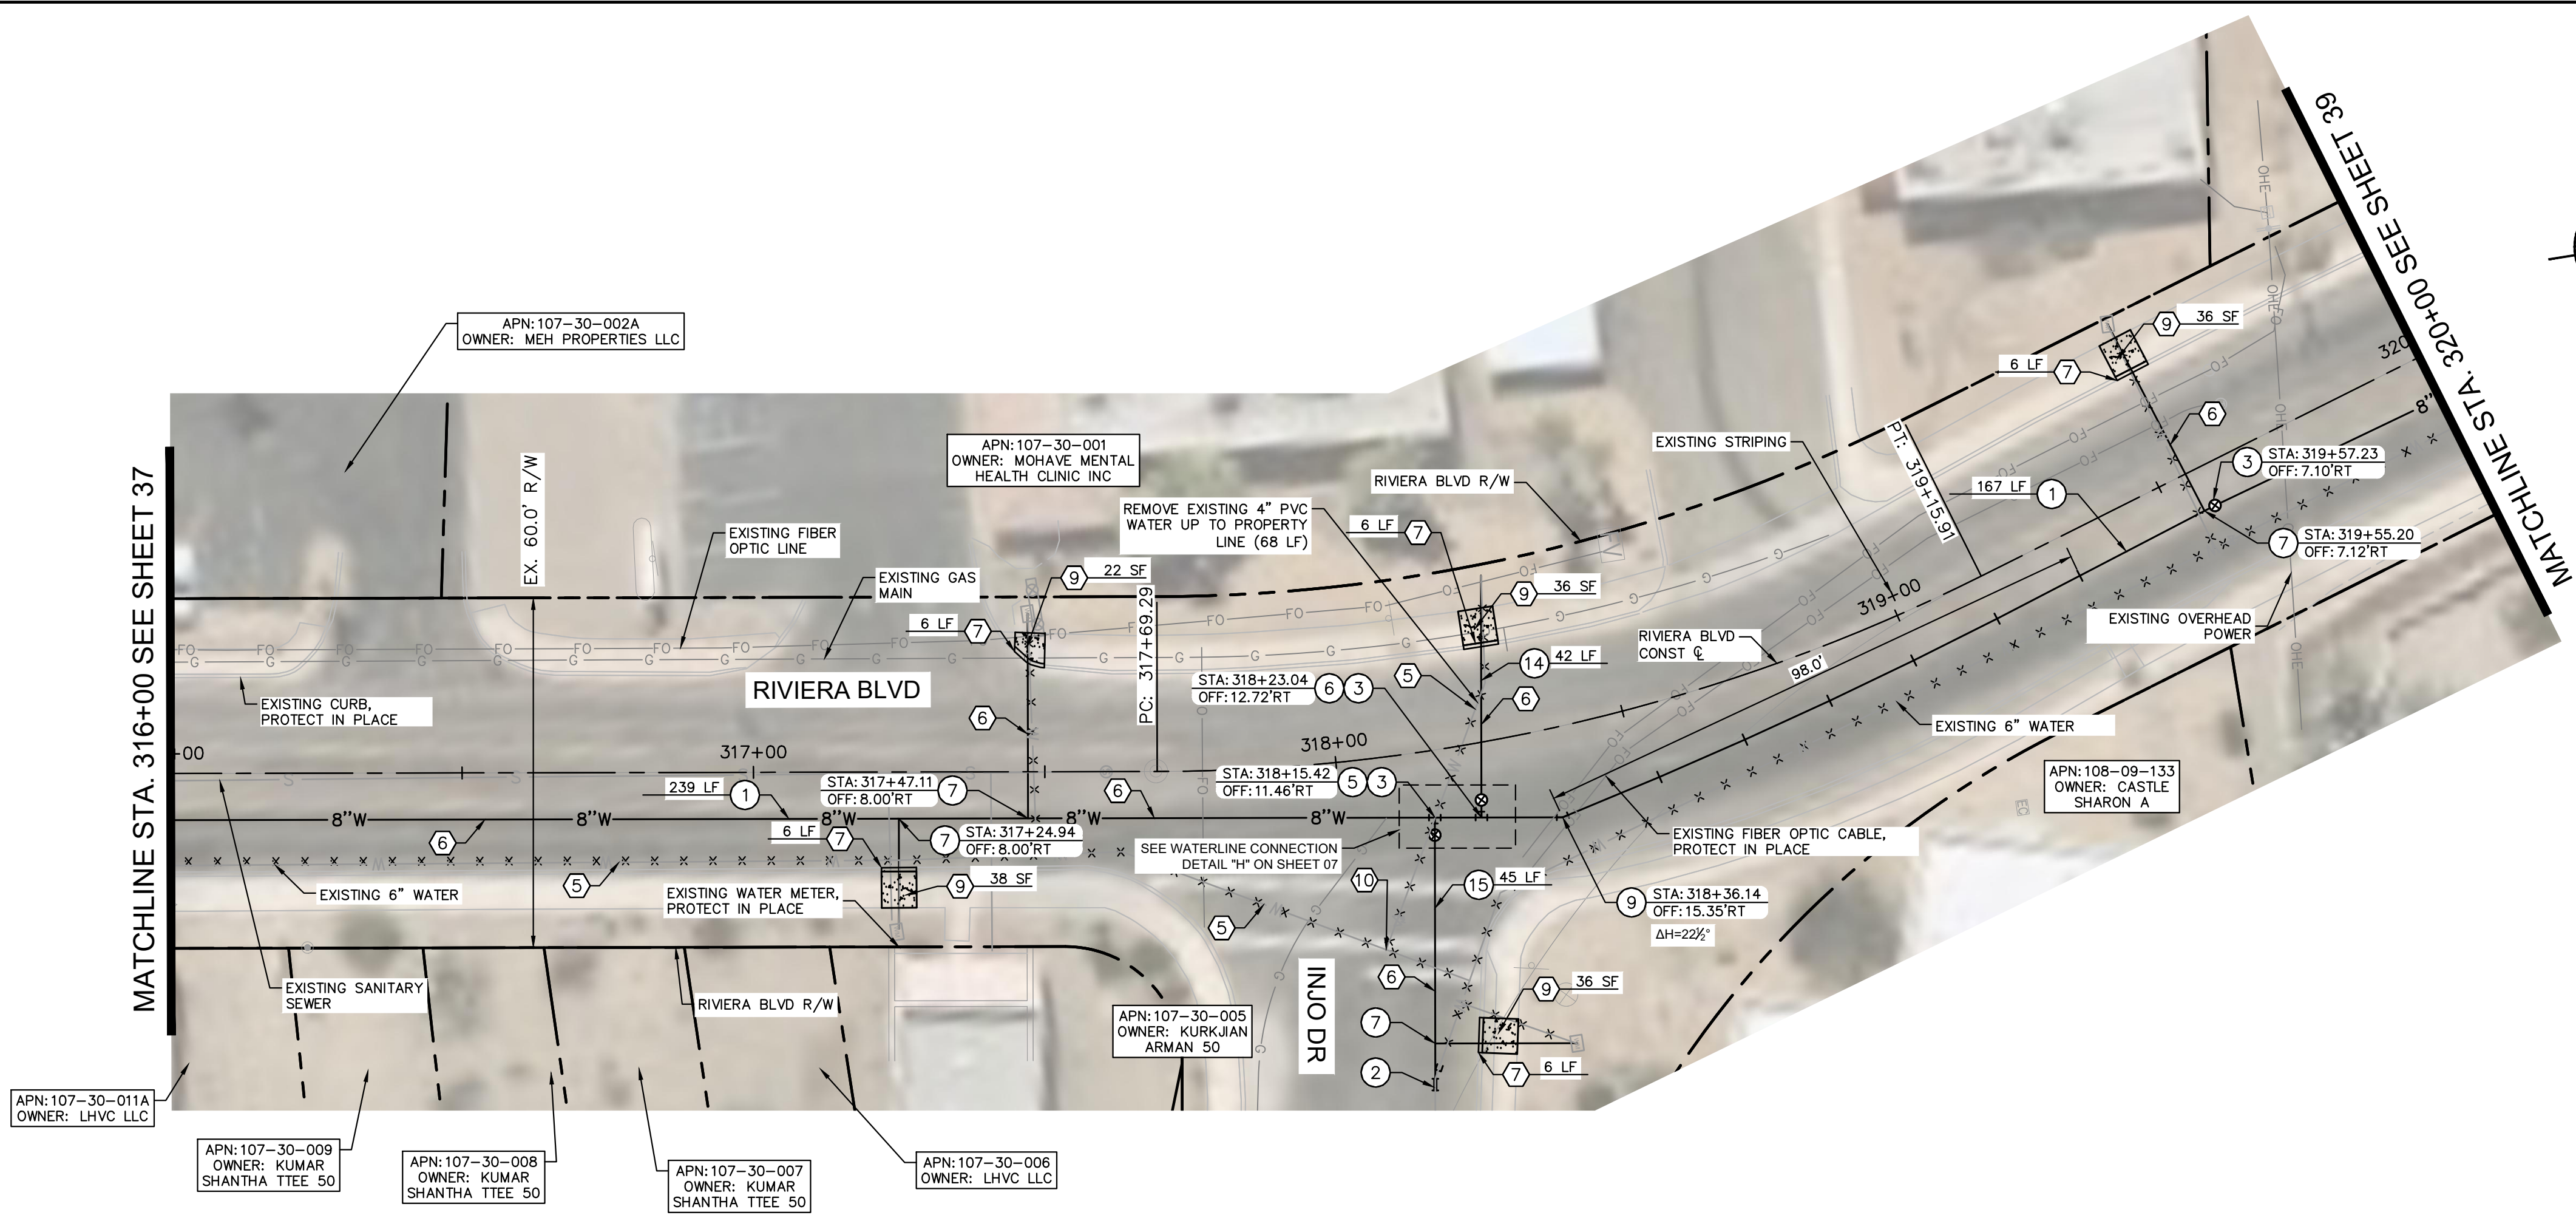 MATCHLINE STA. 316+00 SEE SHEET 37
MATCHLINE STA. 320+00 SEE SHEET 39
MATCHLINE
APN:107-30-002A
OWNER: MEH PROPERTIES LLC
EX. 60.0' R/W
APN:107-30-001
OWNER: MOHAVE MENTAL
HEALTH CLINIC INC
EXISTING FIBER
OPTIC LINE
EXISTING GAS
MAIN
9 22 SF
6 LF 7
PC: 317+69.29
REMOVE EXISTING 4" PVC
WATER UP TO PROPERTY
LINE (68 LF)
RIVIERA BLVD R/W
6 LF 7
9 36 SF
EXISTING STRIPING
PT: 319+15.91
167 LF 1
6 LF 7
9 36 SF
6
3 STA:319+57.23
OFF:7.10'RT
7 STA:319+55.20
OFF:7.12'RT
320
8"
OHE
OHE
OHE
OHE
FO
EXISTING OVERHEAD
POWER
RIVIERA BLVD
CONST ℄
319+00
98.0'
EXISTING 6" WATER
APN:108-09-133
OWNER: CASTLE
SHARON A
14 42 LF
5
6
STA:318+23.04
OFF:12.72'RT
6 3
318+00
STA:318+15.42
OFF:11.46'RT
5 3
SEE WATERLINE CONNECTION
DETAIL "H" ON SHEET 07
EXISTING FIBER OPTIC CABLE,
PROTECT IN PLACE
9 STA:318+36.14
OFF:15.35'RT
ΔH=22½°
EXISTING CURB,
PROTECT IN PLACE
RIVIERA BLVD
6
+00
317+00
239 LF 1
STA:317+47.11
OFF:8.00'RT
7
6
8"W 8"W 8"W 8"W 8"W
6 LF 7
7 STA:317+24.94
OFF:8.00'RT
6
5
9 38 SF
EXISTING 6" WATER
EXISTING WATER METER,
PROTECT IN PLACE
10
15 45 LF
5
6
9 36 SF
7
2
7 6 LF
INJO DR
EXISTING SANITARY
SEWER
RIVIERA BLVD R/W
APN:107-30-005
OWNER: KURKJIAN
ARMAN 50
APN:107-30-011A
OWNER: LHVC LLC
APN:107-30-009
OWNER: KUMAR
SHANTHA TTEE 50
APN:107-30-008
OWNER: KUMAR
SHANTHA TTEE 50
APN:107-30-007
OWNER: KUMAR
SHANTHA TTEE 50
APN:107-30-006
OWNER: LHVC LLC